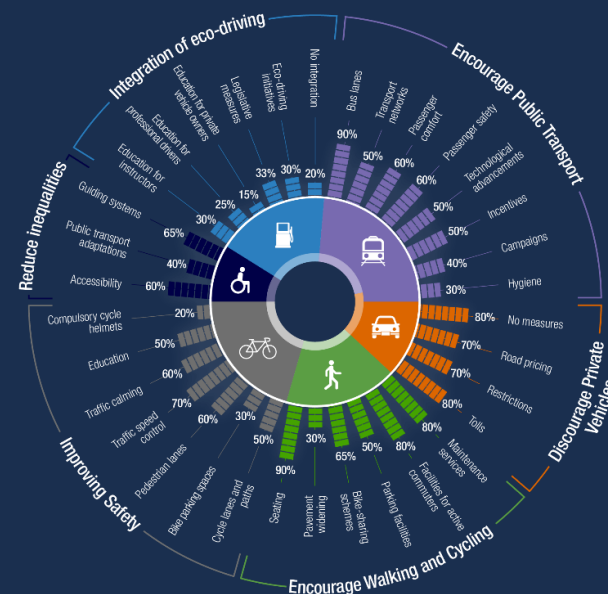 Integration of eco-driving
No integration
20%
Eco-driving
initiatives
30%
Legislative
measures
33%
Education for private
vehicle owners
15%
Education for
professional drivers
25%
Education for
instructors
30%
Encourage Public Transport
Bus lanes
90%
Transport
networks
50%
Passenger
comfort
60%
Passenger safety
60%
Technological
advancements
50%
Incentives
50%
Campaigns
40%
Hygiene
30%
Discourage Private
Vehicles
No measures
80%
Road pricing
70%
Restrictions
70%
Tolls
80%
Encourage Walking and Cycling
Maintenance
services
80%
Facilities for active
commuters
80%
Parking facilities
50%
Bike-sharing
schemes
65%
Pavement
widening
30%
Seating
90%
Improving Safety
Cycle lanes and
paths
50%
Bike parking spaces
30%
Pedestrian lanes
60%
Traffic speed
control
70%
Traffic calming
60%
Education
50%
Compulsory cycle
helmets
20%
Reduce inequalities
Accessibility
60%
Public transport
adaptations
40%
Guiding systems
65%